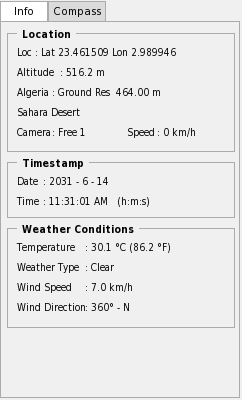 Info Compass
Location
Loc : Lat 23.461509 Lon 2.989946
Altitude : 516.2 m
Algeria : Ground Res 464.00 m
Sahara Desert
Camera: Free 1 Speed : 0 km/h
Timestamp
Date : 2031 - 6 - 14
Time : 11:31:01 AM (h:m:s)
Weather Conditions
Temperature : 30.1 °C (86.2 °F)
Weather Type : Clear
Wind Speed : 7.0 km/h
Wind Direction: 360° - N